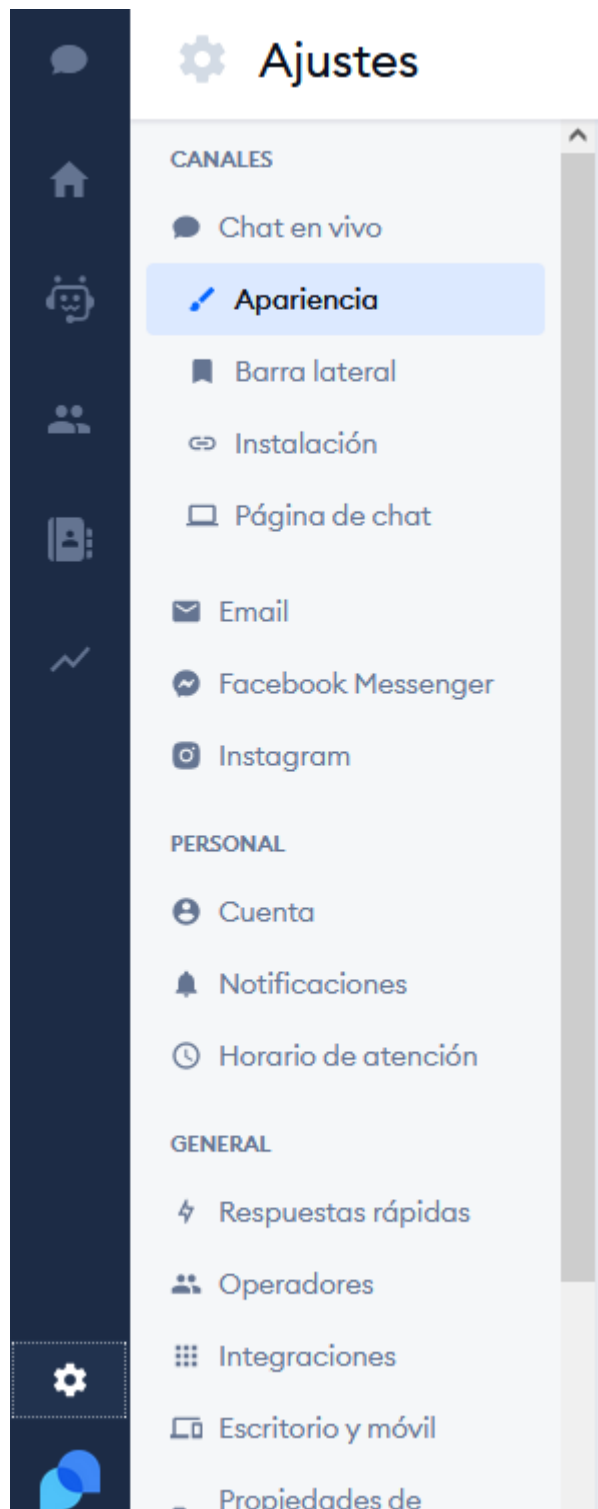 Ajustes
CANALES
Chat en vivo
Apariencia
Barra lateral
Instalación
Página de chat
Email
Facebook Messenger
Instagram
PERSONAL
Cuenta
Notificaciones
Horario de atención
GENERAL
Respuestas rápidas
Operadores
Integraciones
Escritorio y móvil
Propiedades de